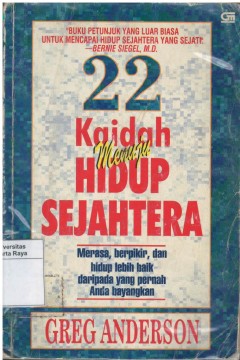 GM
"BUKU PETUNJUK YANG LUAR BIASA
UNTUK MENCAPAI HIDUP SEJAHTERA YANG SEJATI."
—BERNIE SIEGEL, M.D.
22
Kaidah
Menuju
HIDUP
SEJAHTERA
Merasa, berpikir, dan
hidup lebih baik
daripada yang pernah
Anda bayangkan
GREG ANDERSON